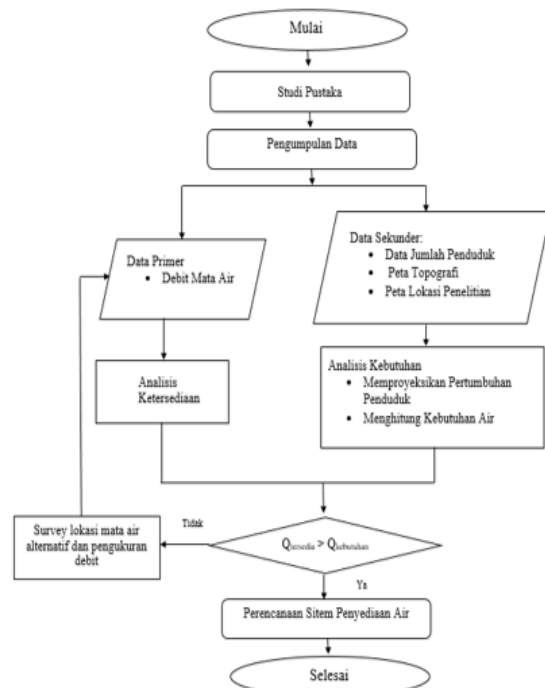 Mulai
Studi Pustaka
Pengumpulan Data
Data Primer
• Debit Mata Air
Data Sekunder:
• Data Jumlah Penduduk
• Peta Topografi
• Peta Lokasi Penelitian
Analisis
Ketersediaan
Analisis Kebutuhan
• Memproyeksikan Pertumbuhan
Penduduk
• Menghitung Kebutuhan Air
Tidak
Survey lokasi mata air
alternatif dan pengukuran
debit
Qtersedia > Qkebutuhan
Ya
Perencanaan Sitem Penyediaan Air
Selesai